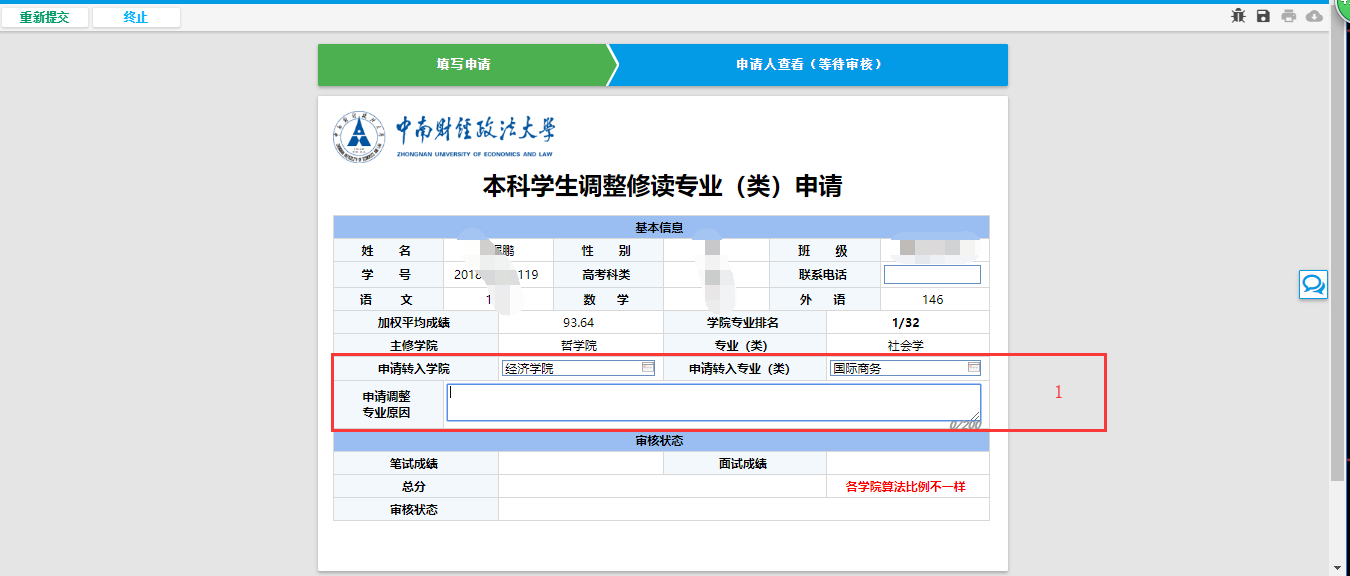 重新提交 终止
填写申请 申请人查看（等待审核）
中南财经政法大学
ZHONGNAN UNIVERSITY OF ECONOMICS AND LAW
本科学生调整修读专业（类）申请
基本信息
姓 名 鹏 性 别 班 级
学 号 2018 119 高考科类 联系电话
语 文 1 数 学 外 语 146
加权平均成绩 93.64 学院专业排名 1/32
主修学院 哲学院 专业（类） 社会学
申请转入学院 经济学院 申请转入专业（类） 国际商务
申请调整
专业原因
1
0/200
审核状态
笔试成绩 面试成绩
总分 各学院算法比例不一样
审核状态